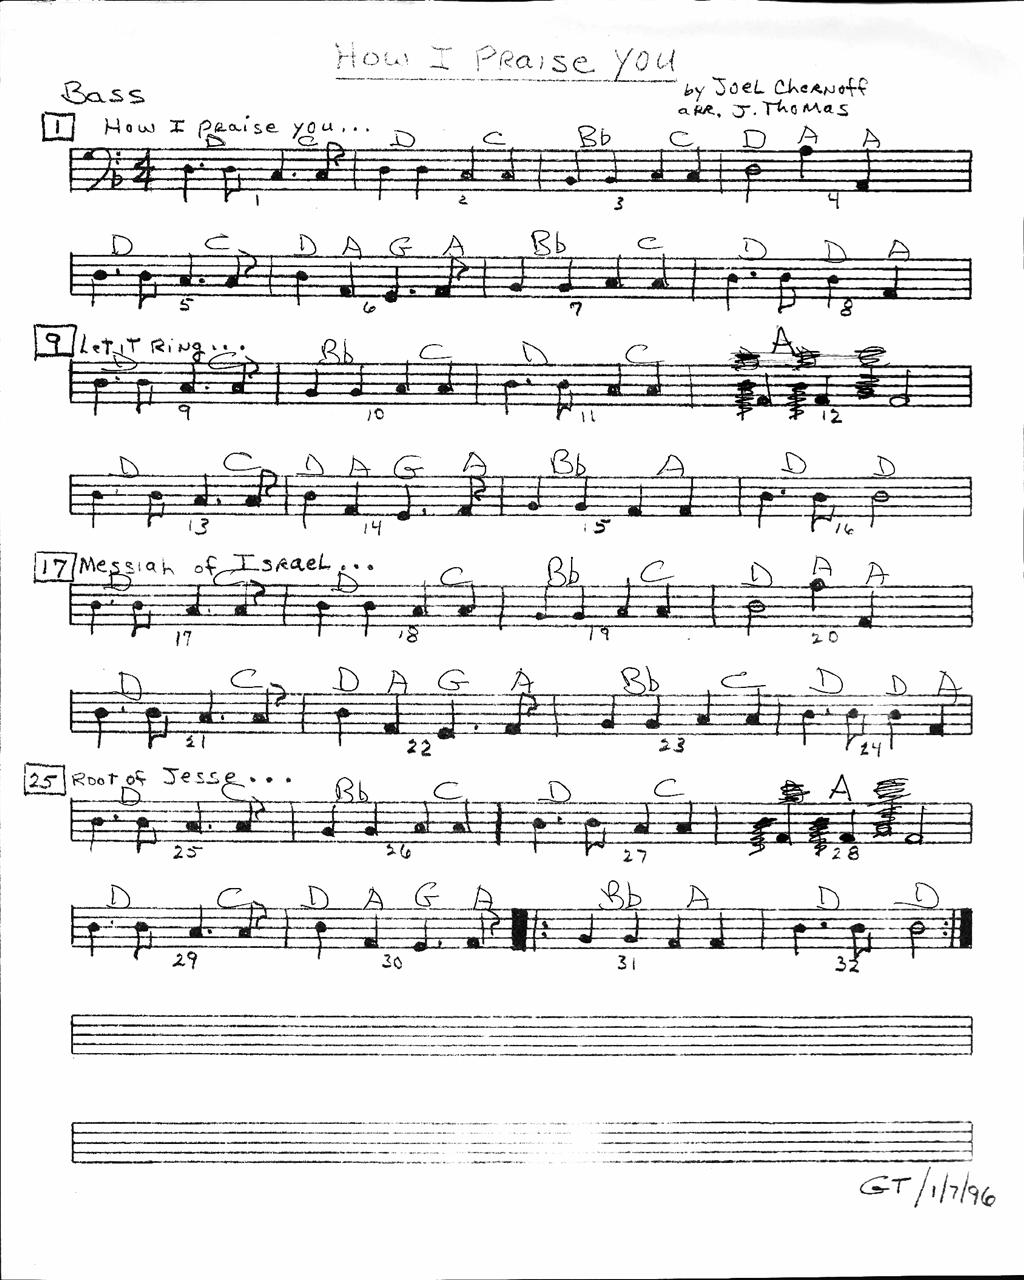 How I Praise You
Bass
by Joel Chernoff
arr. J. Thomas
1 How I praise you...
D C D C Bb C D A A
4
4
1 2 3 4
D C D A G A Bb C D D A
5 6 7 8
9 Let it Ring...
D C Bb C D C A
9 10 11 12
D C D A G A Bb A D D
13 14 15 16
17 Messiah of Israel...
D C D C Bb C D A A
17 18 19 20
D C D A G A Bb C D D A
21 22 23 24
25 Root of Jesse...
D C Bb C D C A
25 26 27 28
D C D A G A Bb A D D
29 30 31 32
GT/1/7/96